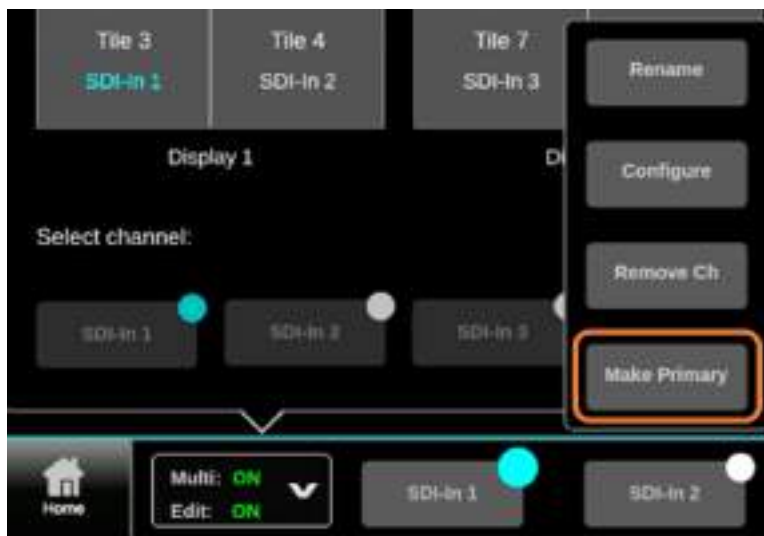 Tile 3
Tile 4
Tile 7
SDI-In 1
SDI-In 2
SDI-In 3
Rename
Display 1
Di
Configure
Select channel:
Remove Ch
SDI-In 1
SDI-In 2
SDI-In 3
Make Primary
Multi: ON
Edit: ON
SDI-In 1
SDI-In 2
Home